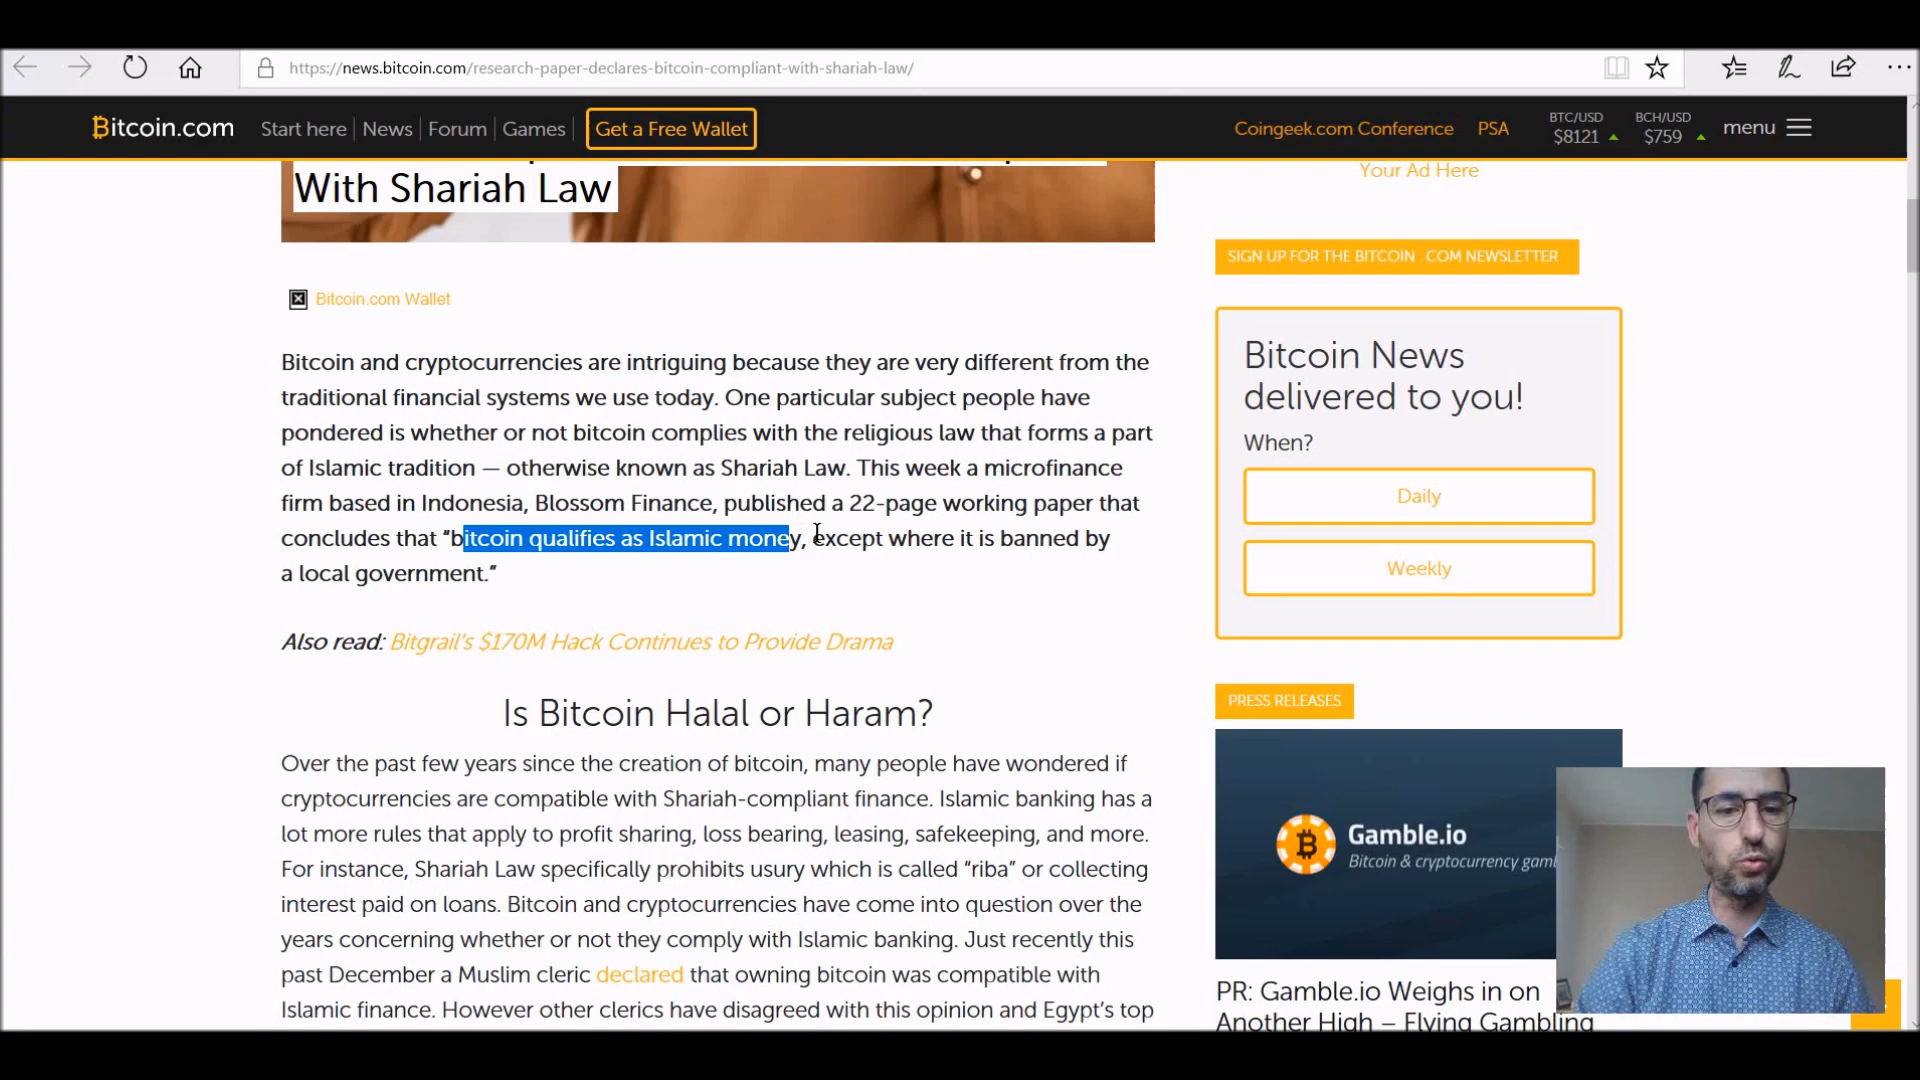 https://news.bitcoin.com/research-paper-declares-bitcoin-compliant-with-shariah-law/
Bitcoin.com Start here News Forum Games Get a Free Wallet Coingeek.com Conference PSA BTC/USD $8121 BCH/USD $759 menu
With Shariah Law
Bitcoin.com Wallet
Bitcoin and cryptocurrencies are intriguing because they are very different from the
traditional financial systems we use today. One particular subject people have
pondered is whether or not bitcoin complies with the religious law that forms a part
of Islamic tradition — otherwise known as Shariah Law. This week a microfinance
firm based in Indonesia, Blossom Finance, published a 22-page working paper that
concludes that “bitcoin qualifies as Islamic money, except where it is banned by
a local government.”
Also read: Bitgrail’s $170M Hack Continues to Provide Drama
Is Bitcoin Halal or Haram?
Over the past few years since the creation of bitcoin, many people have wondered if
cryptocurrencies are compatible with Shariah-compliant finance. Islamic banking has a
lot more rules that apply to profit sharing, loss bearing, leasing, safekeeping, and more.
For instance, Shariah Law specifically prohibits usury which is called “riba” or collecting
interest paid on loans. Bitcoin and cryptocurrencies have come into question over the
years concerning whether or not they comply with Islamic banking. Just recently this
past December a Muslim cleric declared that owning bitcoin was compatible with
Islamic finance. However other clerics have disagreed with this opinion and Egypt’s top
Your Ad Here
SIGN UP FOR THE BITCOIN . COM NEWSLETTER
Bitcoin News
delivered to you!
When?
Daily
Weekly
PRESS RELEASES
Gamble.io
Bitcoin & cryptocurrency gam
PR: Gamble.io Weighs in on
Another High – Flying Gambling